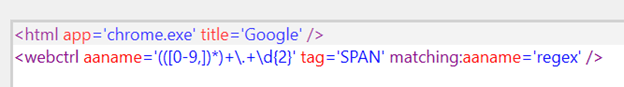 <html app='chrome.exe' title='Google' />
<webctrl aaname='(([0-9,])*)+\.+\d{2}' tag='SPAN' matching:aaname='regex' />